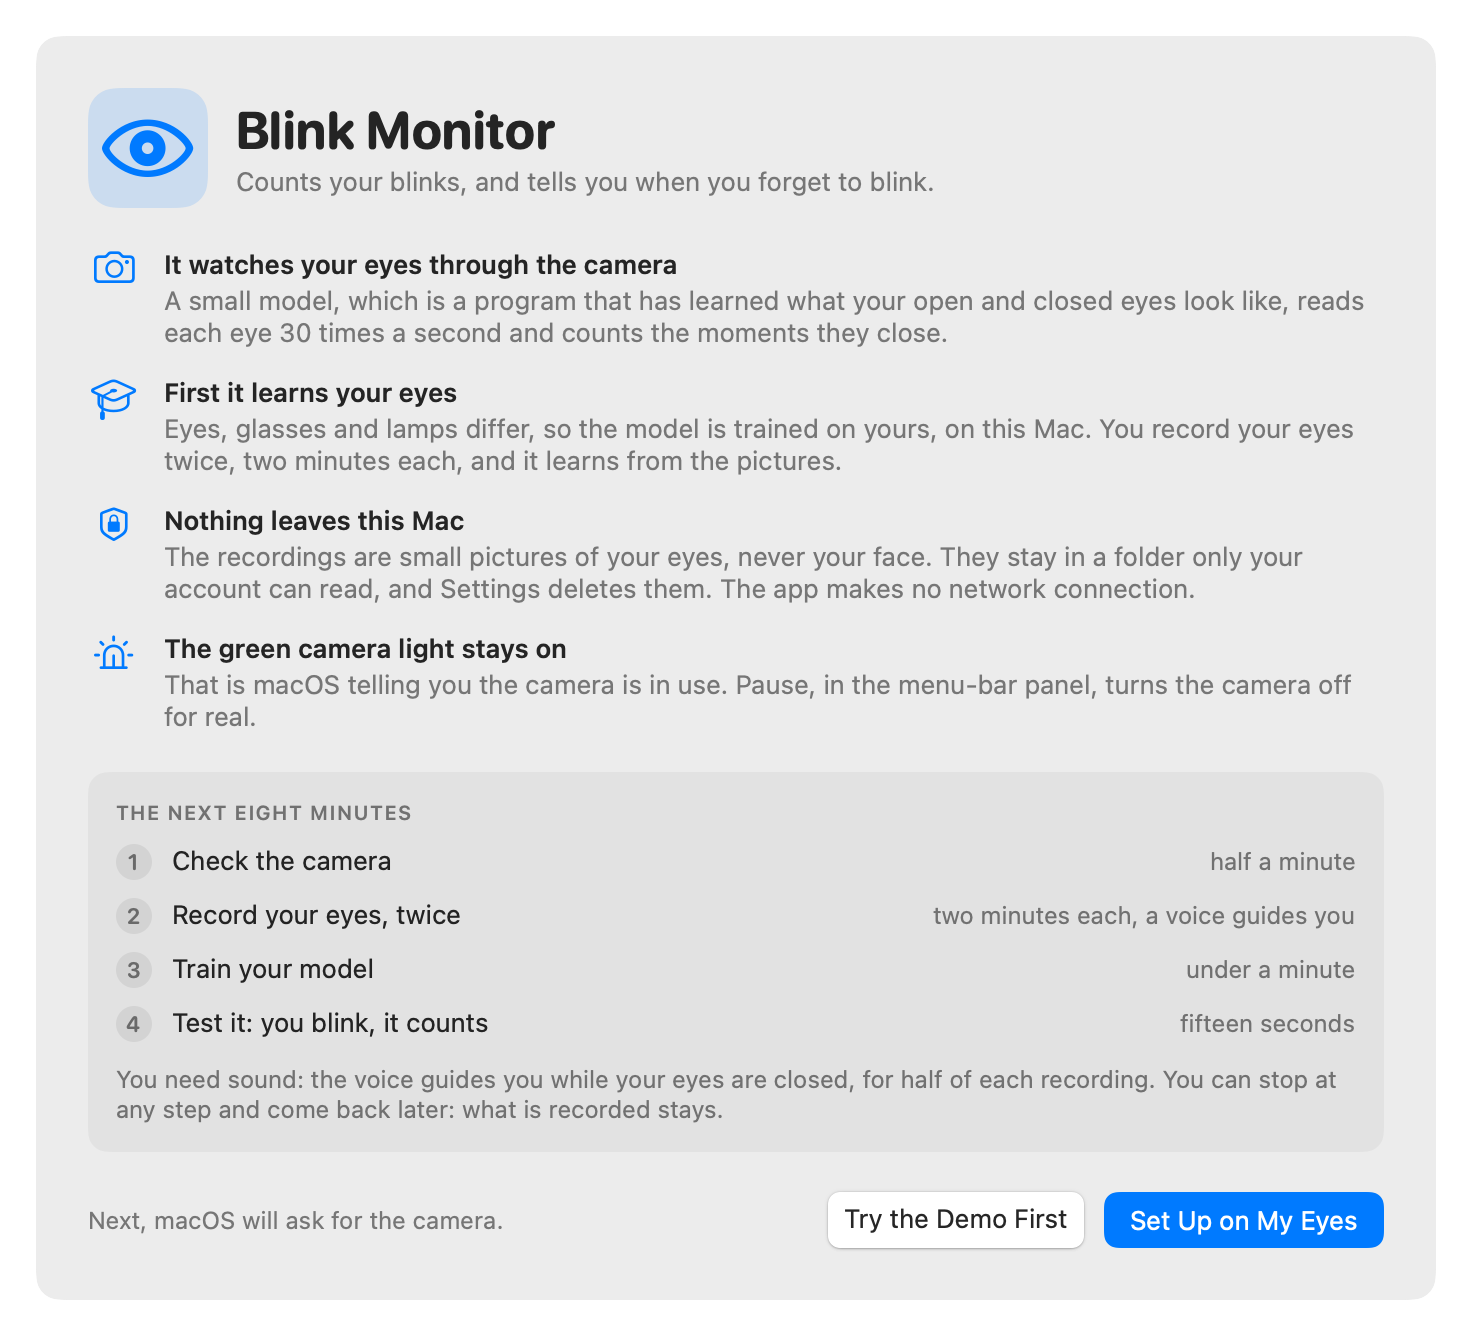 Blink Monitor
Counts your blinks, and tells you when you forget to blink.
It watches your eyes through the camera
A small model, which is a program that has learned what your open and closed eyes look like, reads
each eye 30 times a second and counts the moments they close.
First it learns your eyes
Eyes, glasses and lamps differ, so the model is trained on yours, on this Mac. You record your eyes
twice, two minutes each, and it learns from the pictures.
Nothing leaves this Mac
The recordings are small pictures of your eyes, never your face. They stay in a folder only your
account can read, and Settings deletes them. The app makes no network connection.
The green camera light stays on
That is macOS telling you the camera is in use. Pause, in the menu-bar panel, turns the camera off
for real.
THE NEXT EIGHT MINUTES
1 Check the camera half a minute
2 Record your eyes, twice two minutes each, a voice guides you
3 Train your model under a minute
4 Test it: you blink, it counts fifteen seconds
You need sound: the voice guides you while your eyes are closed, for half of each recording. You can stop at
any step and come back later: what is recorded stays.
Next, macOS will ask for the camera. Try the Demo First Set Up on My Eyes